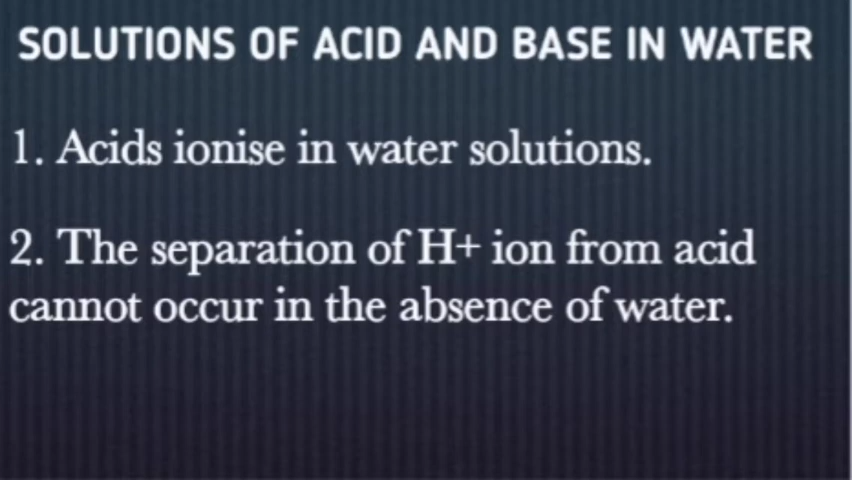 SOLUTIONS OF ACID AND BASE IN WATER
1. Acids ionise in water solutions.
2. The separation of H+ ion from acid
cannot occur in the absence of water.